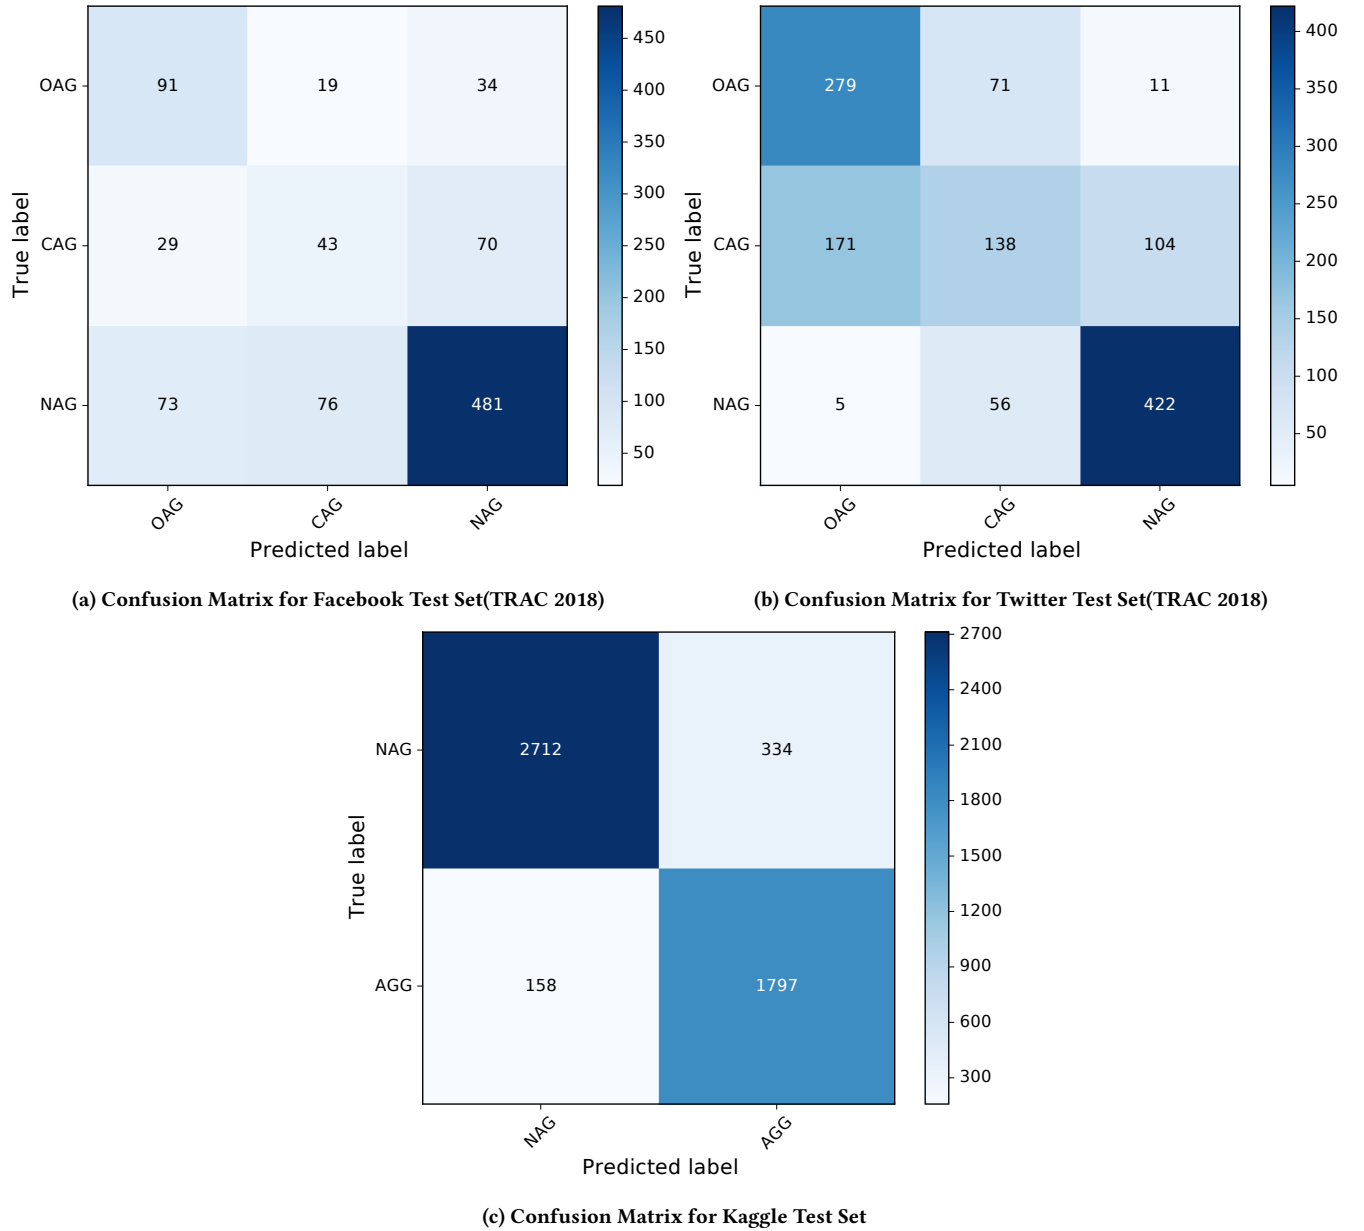 OAG
CAG
NAG
True label
91 19 34
29 43 70
73 76 481
OAG CAG NAG
Predicted label
450
400
350
300
250
200
150
100
50
(a) Confusion Matrix for Facebook Test Set(TRAC 2018)
OAG
CAG
NAG
True label
279 71 11
171 138 104
5 56 422
OAG CAG NAG
Predicted label
400
350
300
250
200
150
100
50
(b) Confusion Matrix for Twitter Test Set(TRAC 2018)
NAG
AGG
True label
2712 334
158 1797
NAG AGG
Predicted label
2700
2400
2100
1800
1500
1200
900
600
300
(c) Confusion Matrix for Kaggle Test Set